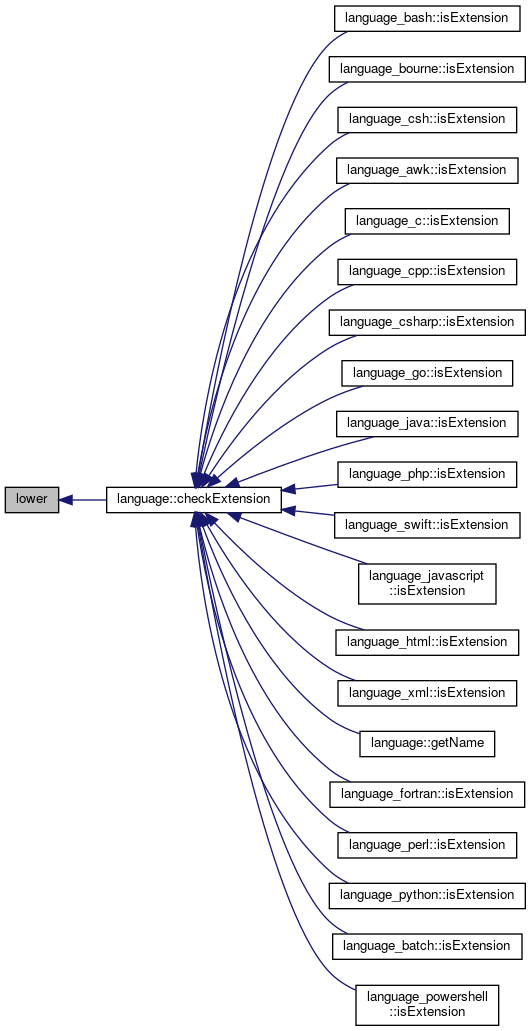 language_bash::isExtension
language_bourne::isExtension
language_csh::isExtension
language_awk::isExtension
language_c::isExtension
language_cpp::isExtension
language_csharp::isExtension
language_go::isExtension
language_java::isExtension
language_php::isExtension
lower
language::checkExtension
language_swift::isExtension
language_javascript
::isExtension
language_html::isExtension
language_xml::isExtension
language::getName
language_fortran::isExtension
language_perl::isExtension
language_python::isExtension
language_batch::isExtension
language_powershell
::isExtension